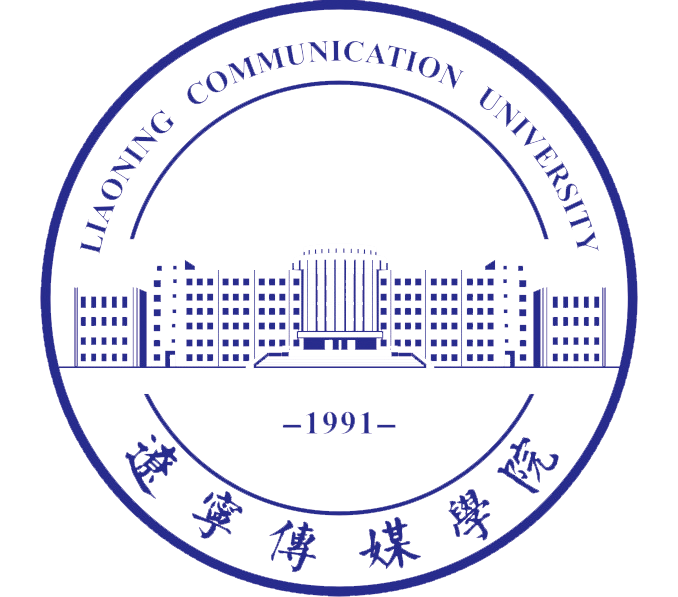 LIAONING COMMUNICATION UNIVERSITY
–1991–
遼寧傳媒學院